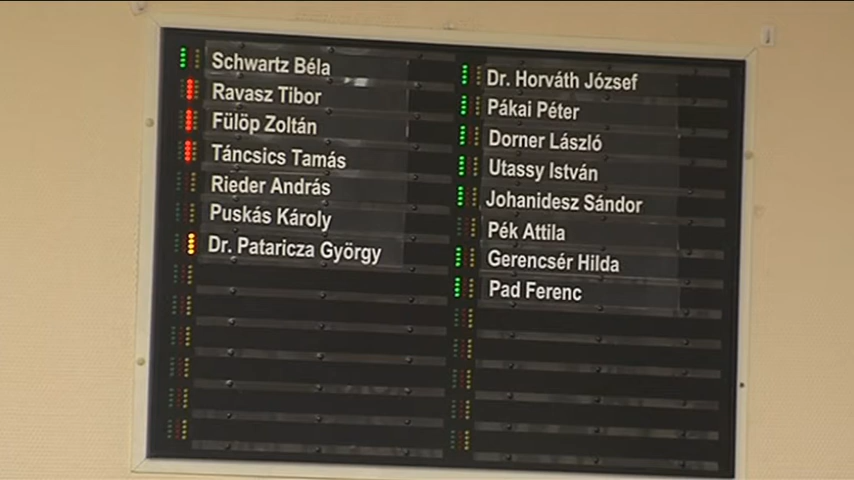 Schwartz Béla
Ravasz Tibor
Fülöp Zoltán
Táncsics Tamás
Rieder András
Puskás Károly
Dr. Pataricza György
Dr. Horváth József
Pákai Péter
Dorner László
Utassy István
Johanidesz Sándor
Pék Attila
Gerencsér Hilda
Pad Ferenc